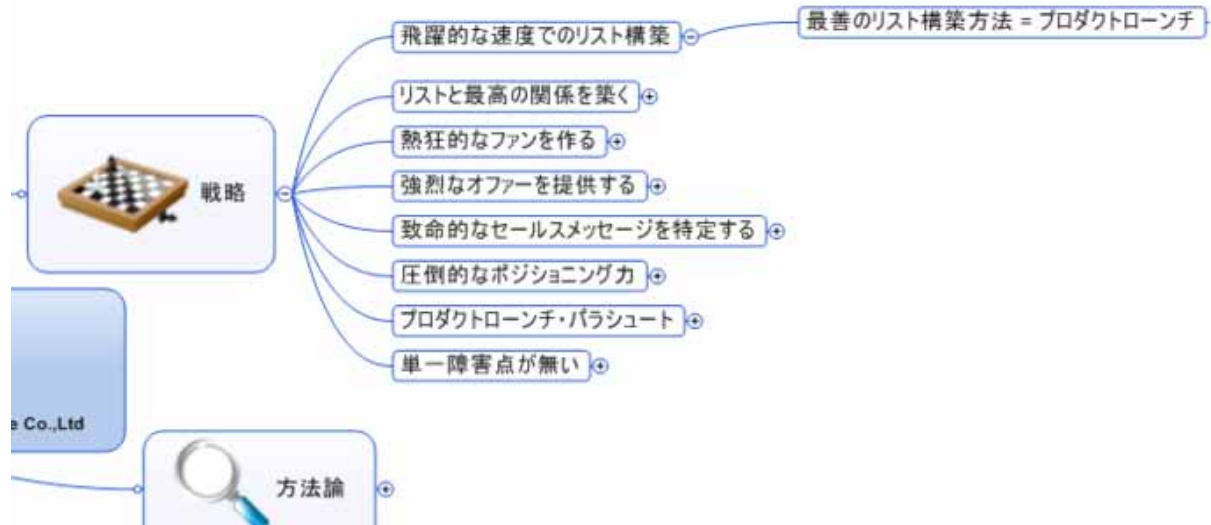 飛躍的な速度でのリスト構築
最善のリスト構築方法 = プロダクトローンチ
リストと最高の関係を築く
熱狂的なファンを作る
強烈なオファーを提供する
戦略
致命的なセールスメッセージを特定する
圧倒的なポジショニング力
プロダクトローンチ・パラシュート
単一障害点が無い
e Co.,Ltd
方法論